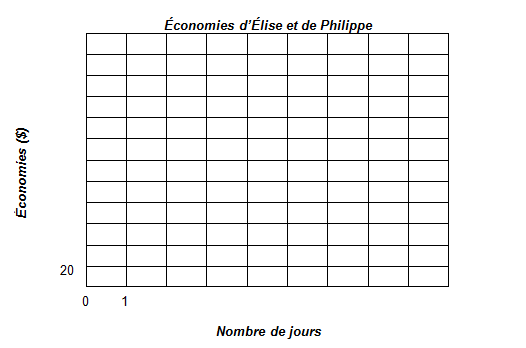 Économies d'Élise et de Philippe
Économies ($)
20
0 1
Nombre de jours